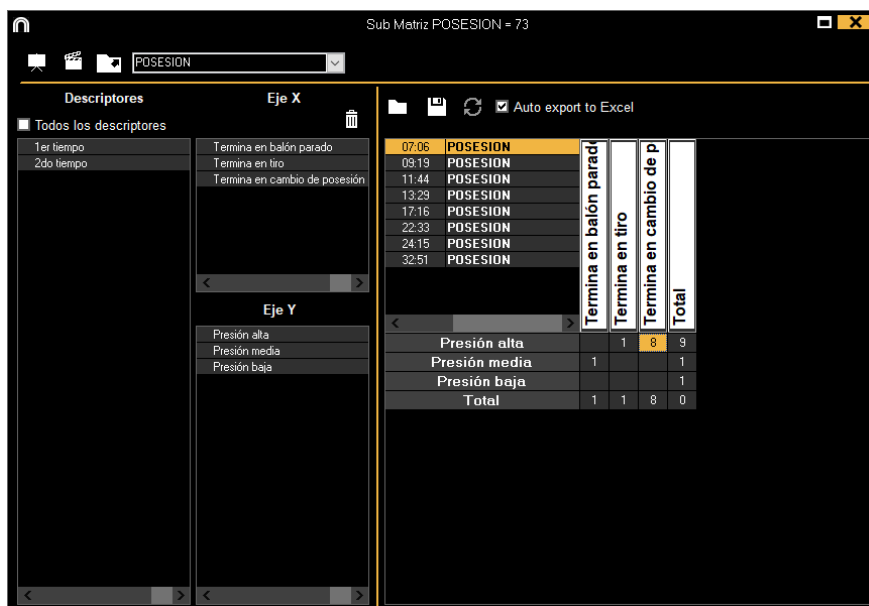 Sub Matriz POSESION = 73
POSESION
Descriptores
Todos los descriptores
1er tiempo
2do tiempo
Eje X
Termina en balón parado
Termina en tiro
Termina en cambio de posesión
Eje Y
Presión alta
Presión media
Presión baja
Auto export to Excel
07:06 POSESION
09:19 POSESION
11:44 POSESION
13:29 POSESION
17:16 POSESION
22:33 POSESION
24:15 POSESION
32:51 POSESION
Termina en balón parado
Termina en tiro
Termina en cambio de p
Total
Presión alta 1 8 9
Presión media 1 1
Presión baja 1
Total 1 1 8 0